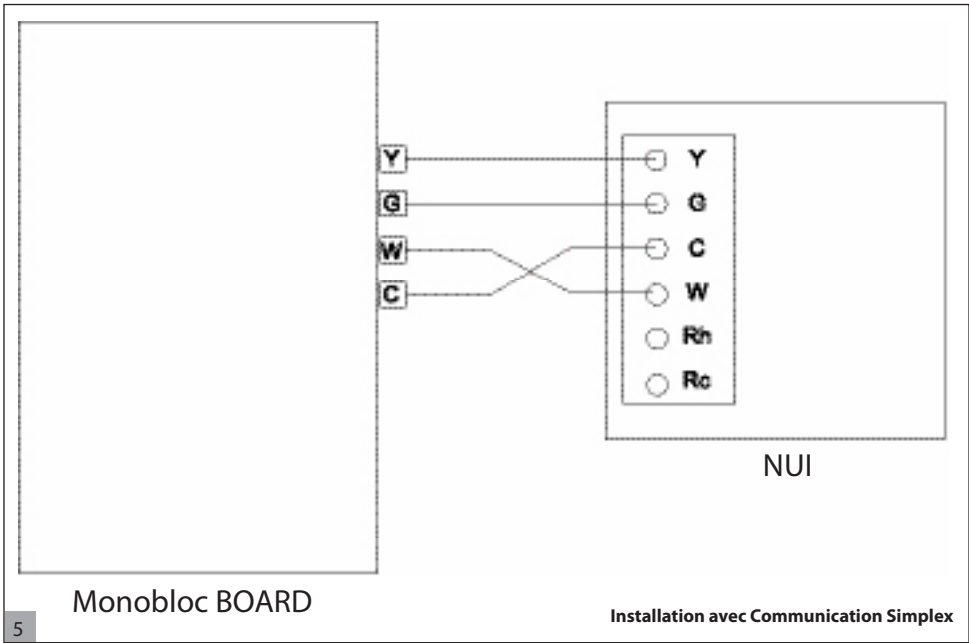 Y
G
W
C
Y
G
C
W
Rh
Rc
NUI
Monobloc BOARD
Installation avec Communication Simplex
5